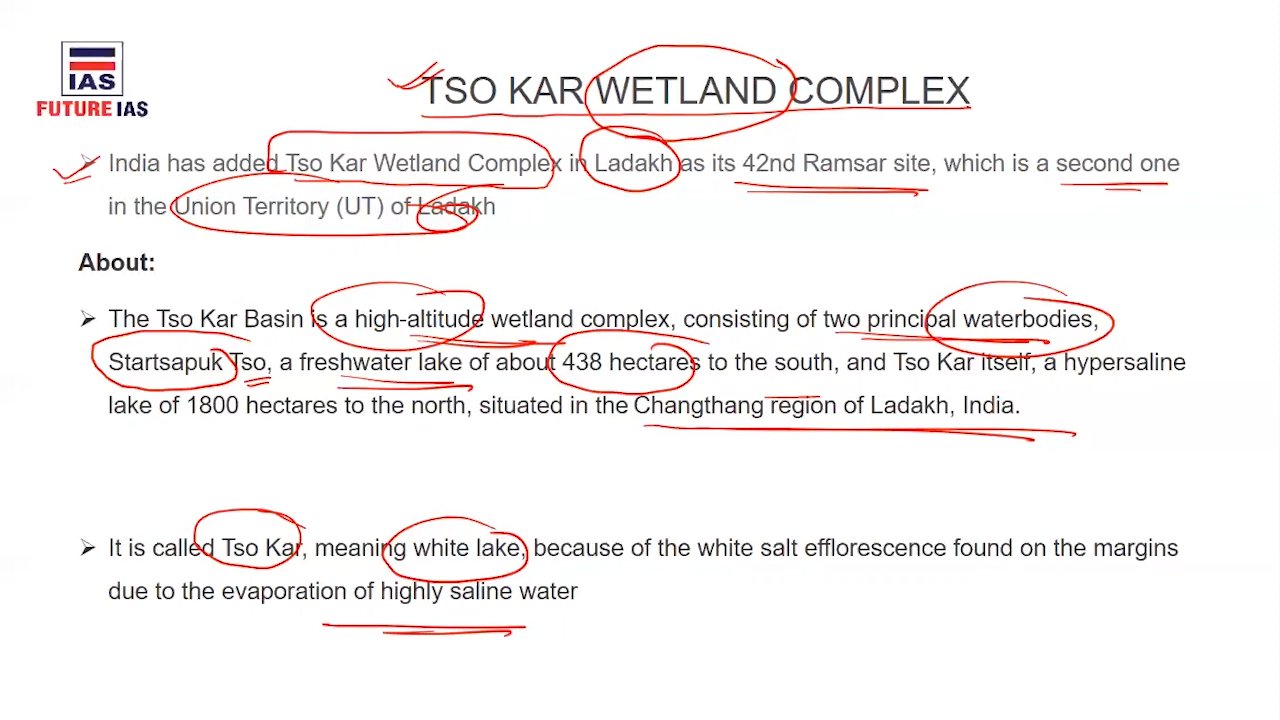 IAS
FUTURE IAS
TSO KAR WETLAND COMPLEX
India has added Tso Kar Wetland Complex in Ladakh as its 42nd Ramsar site, which is a second one
in the Union Territory (UT) of Ladakh
About:
The Tso Kar Basin is a high-altitude wetland complex, consisting of two principal waterbodies,
Startsapuk Tso, a freshwater lake of about 438 hectares to the south, and Tso Kar itself, a hypersaline
lake of 1800 hectares to the north, situated in the Changthang region of Ladakh, India.
It is called Tso Kar, meaning white lake, because of the white salt efflorescence found on the margins
due to the evaporation of highly saline water